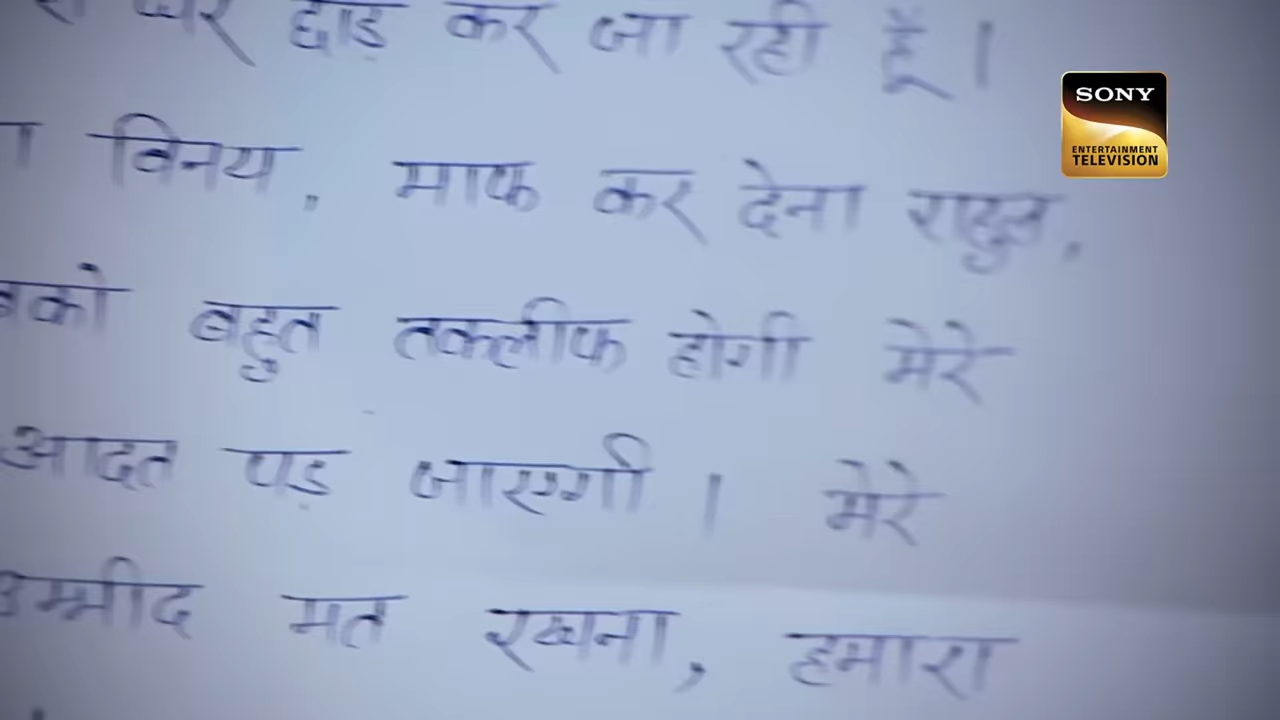 घर छोड़ कर जा रही हूँ ।
विनय, माफ कर देना राहुल,
बहुत तकलीफ होगी मेरे
आदत पड़ जाएगी । मेरे
उम्मीद मत रखना, हमारा
SONY
ENTERTAINMENT
TELEVISION